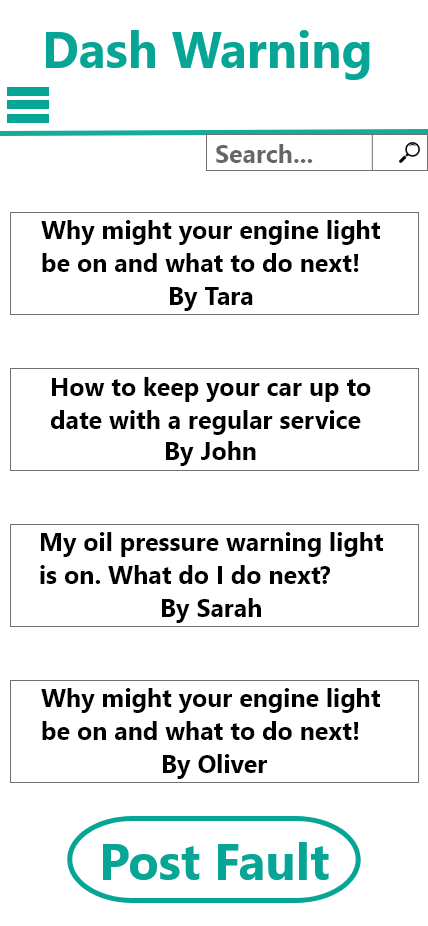 Dash Warning
Search...
Why might your engine light
be on and what to do next!
By Tara
How to keep your car up to
date with a regular service
By John
My oil pressure warning light
is on. What do I do next?
By Sarah
Why might your engine light
be on and what to do next!
By Oliver
Post Fault